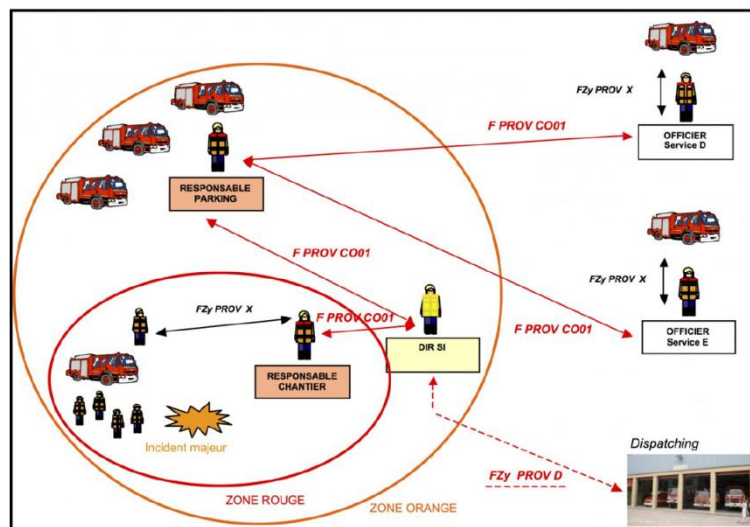 FZy PROV X
F PROV CO01
OFFICIER
Service D
RESPONSABLE
PARKING
F PROV CO01
FZy PROV X
FZy PROV X
F PROV CO01
F PROV CO01
OFFICIER
Service E
DIR SI
RESPONSABLE
CHANTIER
Incident majeur
Dispatching
FZy PROV D
ZONE ROUGE
ZONE ORANGE